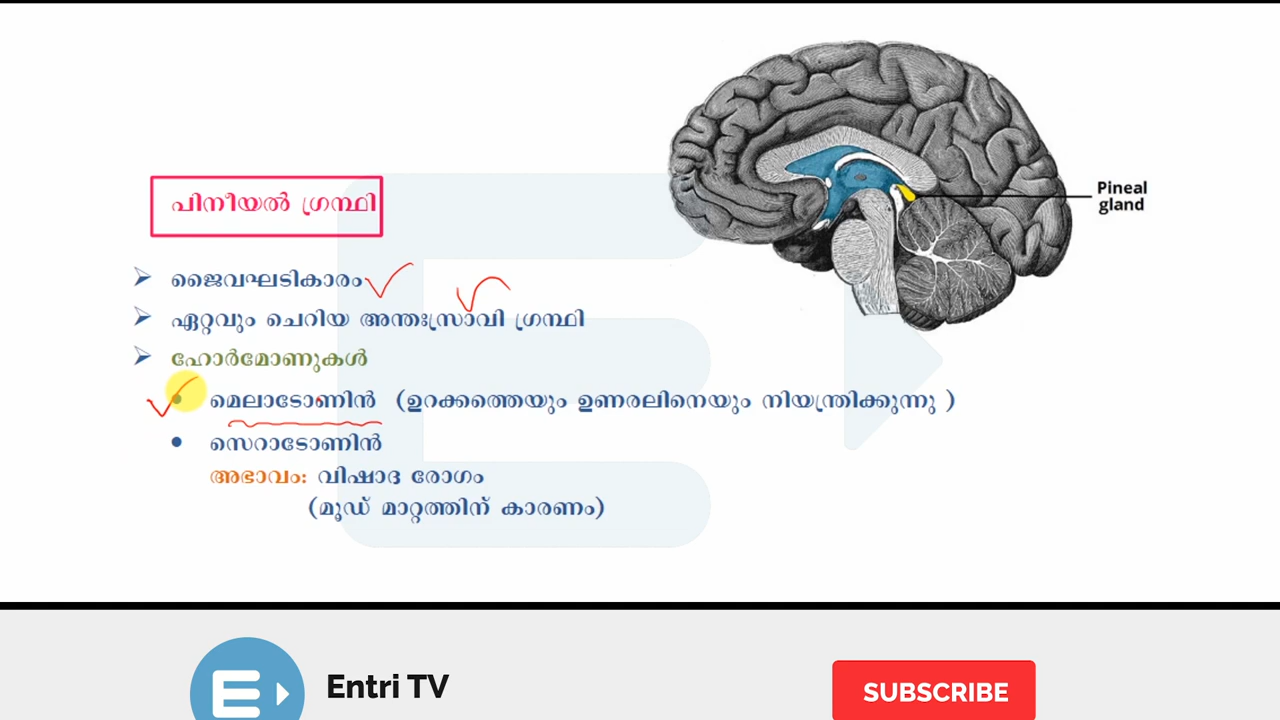 പിനീയൽ ഗ്രന്ഥി
Pineal
gland
ജൈവഘടികാരം
ഏറ്റവും ചെറിയ അന്തഃസ്രാവി ഗ്രന്ഥി
ഹോർമോണുകൾ
മെലാടോണിൻ (ഉറക്കത്തെയും ഉണരലിനെയും നിയന്ത്രിക്കുന്നു )
സെറാടോണിൻ
അഭാവം: വിഷാദ രോഗം
(മൂഡ് മാറ്റത്തിന് കാരണം)
Entri TV
SUBSCRIBE